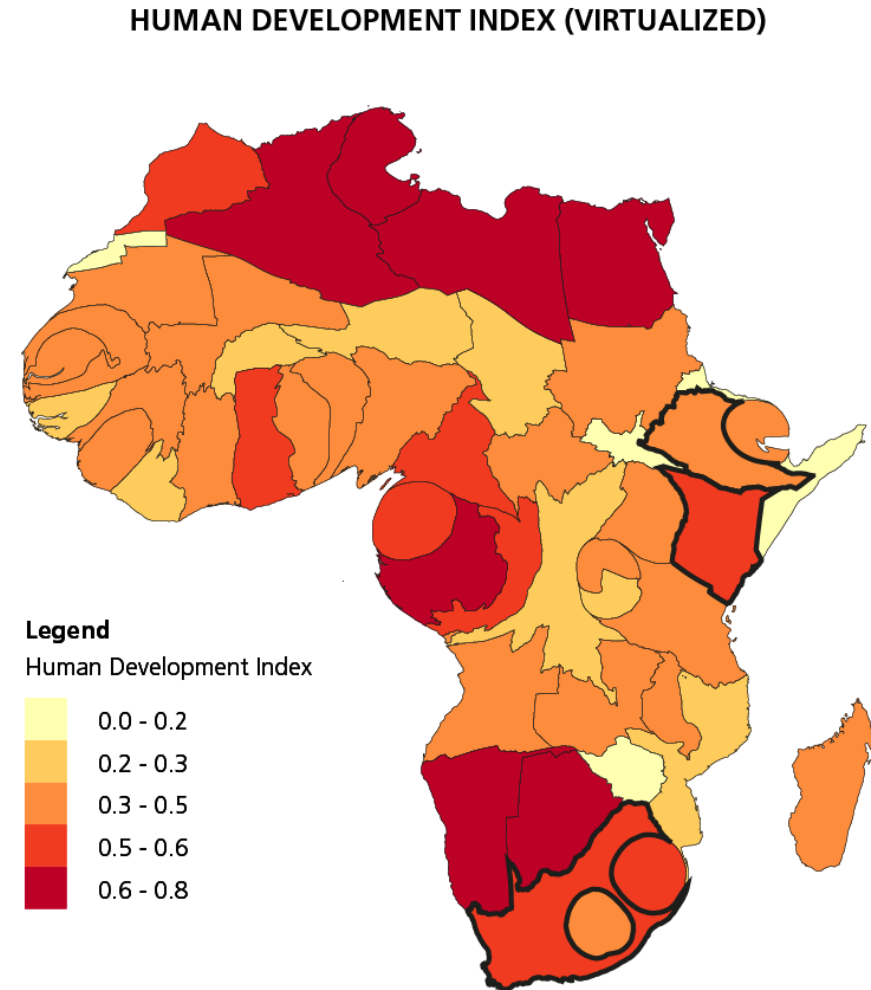 HUMAN DEVELOPMENT INDEX (VIRTUALIZED)
Legend
Human Development Index
0.0 - 0.2
0.2 - 0.3
0.3 - 0.5
0.5 - 0.6
0.6 - 0.8